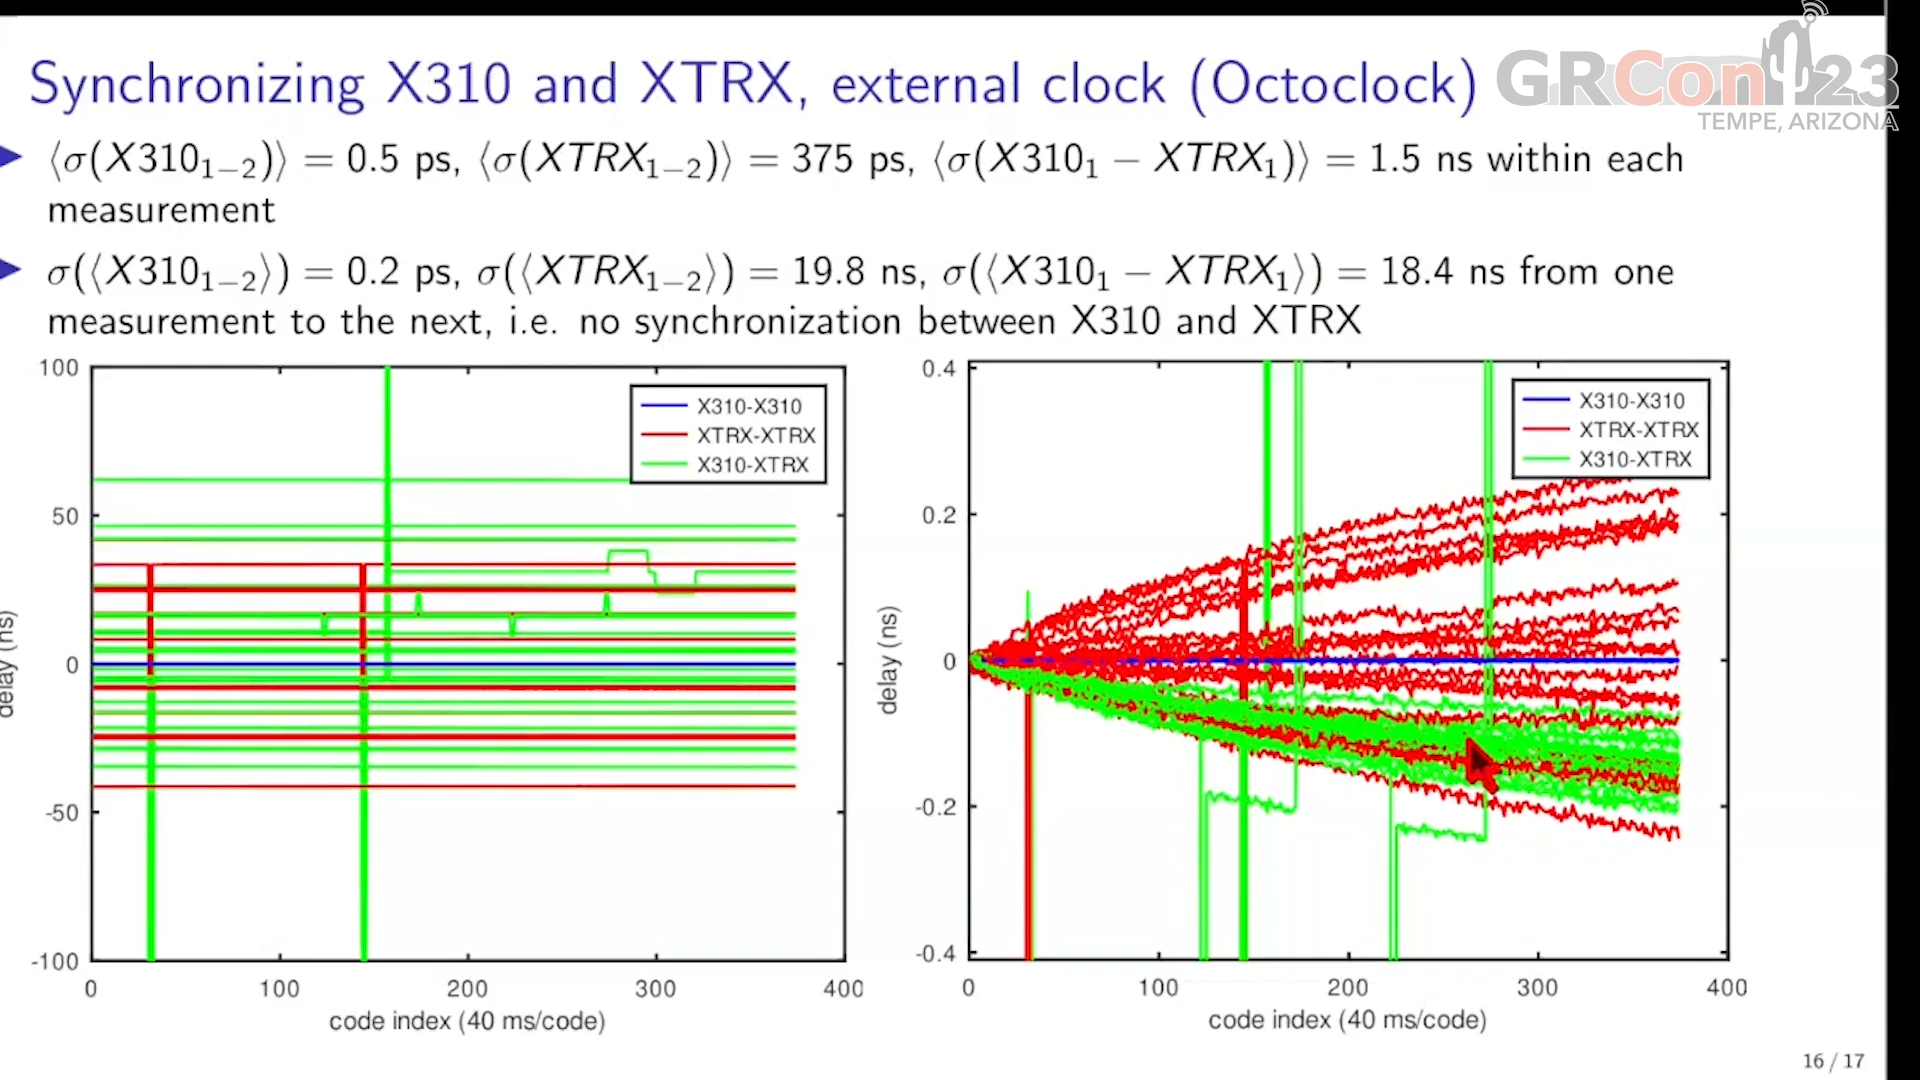 Synchronizing X310 and XTRX, external clock (Octoclock)
GRCon 23
TEMPE, ARIZONA
⟨σ(X310₁₋₂)⟩ = 0.5 ps, ⟨σ(XTRX₁₋₂)⟩ = 375 ps, ⟨σ(X310₁ − XTRX₁)⟩ = 1.5 ns within each
measurement
σ(⟨X310₁₋₂⟩) = 0.2 ps, σ(⟨XTRX₁₋₂⟩) = 19.8 ns, σ(⟨X310₁ − XTRX₁⟩) = 18.4 ns from one
measurement to the next, i.e. no synchronization between X310 and XTRX
100
50
0
-50
-100
delay (ns)
X310-X310
XTRX-XTRX
X310-XTRX
0 100 200 300 400
code index (40 ms/code)
0.4
0.2
0
-0.2
-0.4
delay (ns)
X310-X310
XTRX-XTRX
X310-XTRX
0 100 200 300 400
code index (40 ms/code)
16 / 17